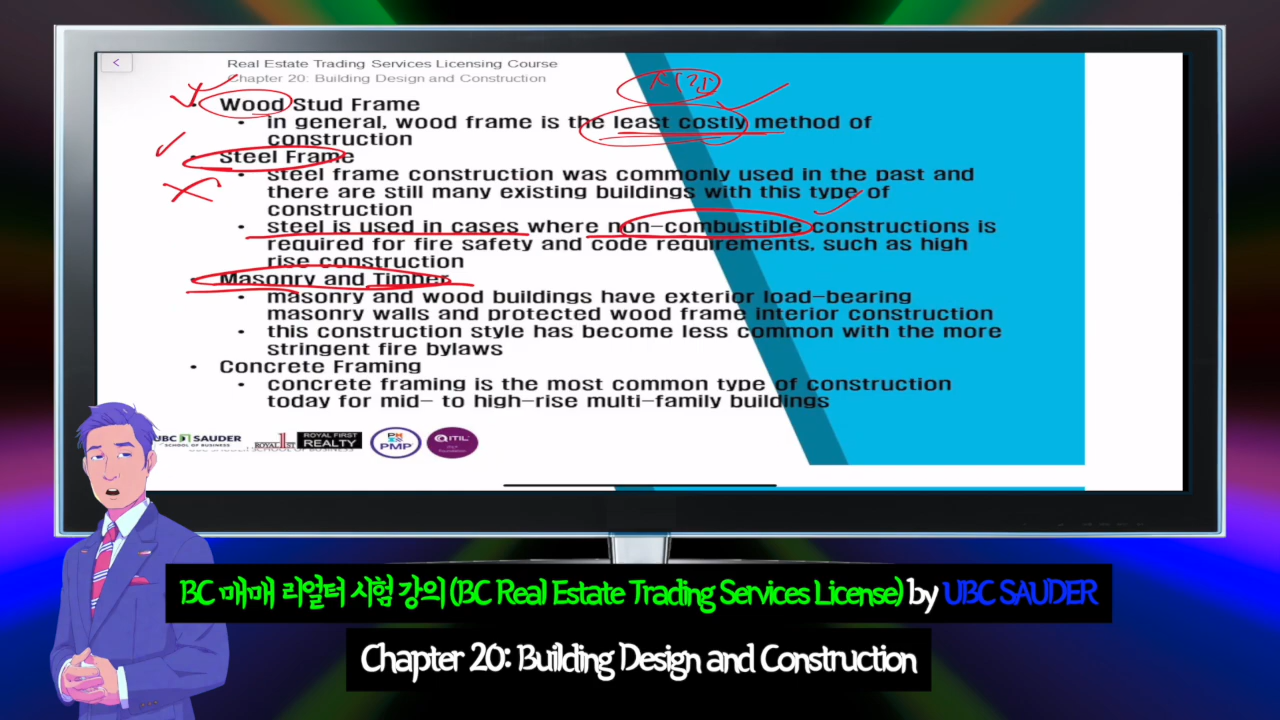 Real Estate Trading Services Licensing Course
Chapter 20: Building Design and Construction
• Wood Stud Frame
• in general, wood frame is the least costly method of
construction
• Steel Frame
• steel frame construction was commonly used in the past and
there are still many existing buildings with this type of
construction
• steel is used in cases where non-combustible constructions is
required for fire safety and code requirements, such as high
rise construction
• Masonry and Timber
• masonry and wood buildings have exterior load-bearing
masonry walls and protected wood frame interior construction
• this construction style has become less common with the more
stringent fire bylaws
• Concrete Framing
• concrete framing is the most common type of construction
today for mid- to high-rise multi-family buildings
UBC SAUDER
SCHOOL OF BUSINESS
ROYAL 1ST
ROYAL FIRST
REALTY
PMP
ITIL
Foundation
BC 매매 리얼터 시험 강의 (BC Real Estate Trading Services License) by UBC SAUDER
Chapter 20: Building Design and Construction